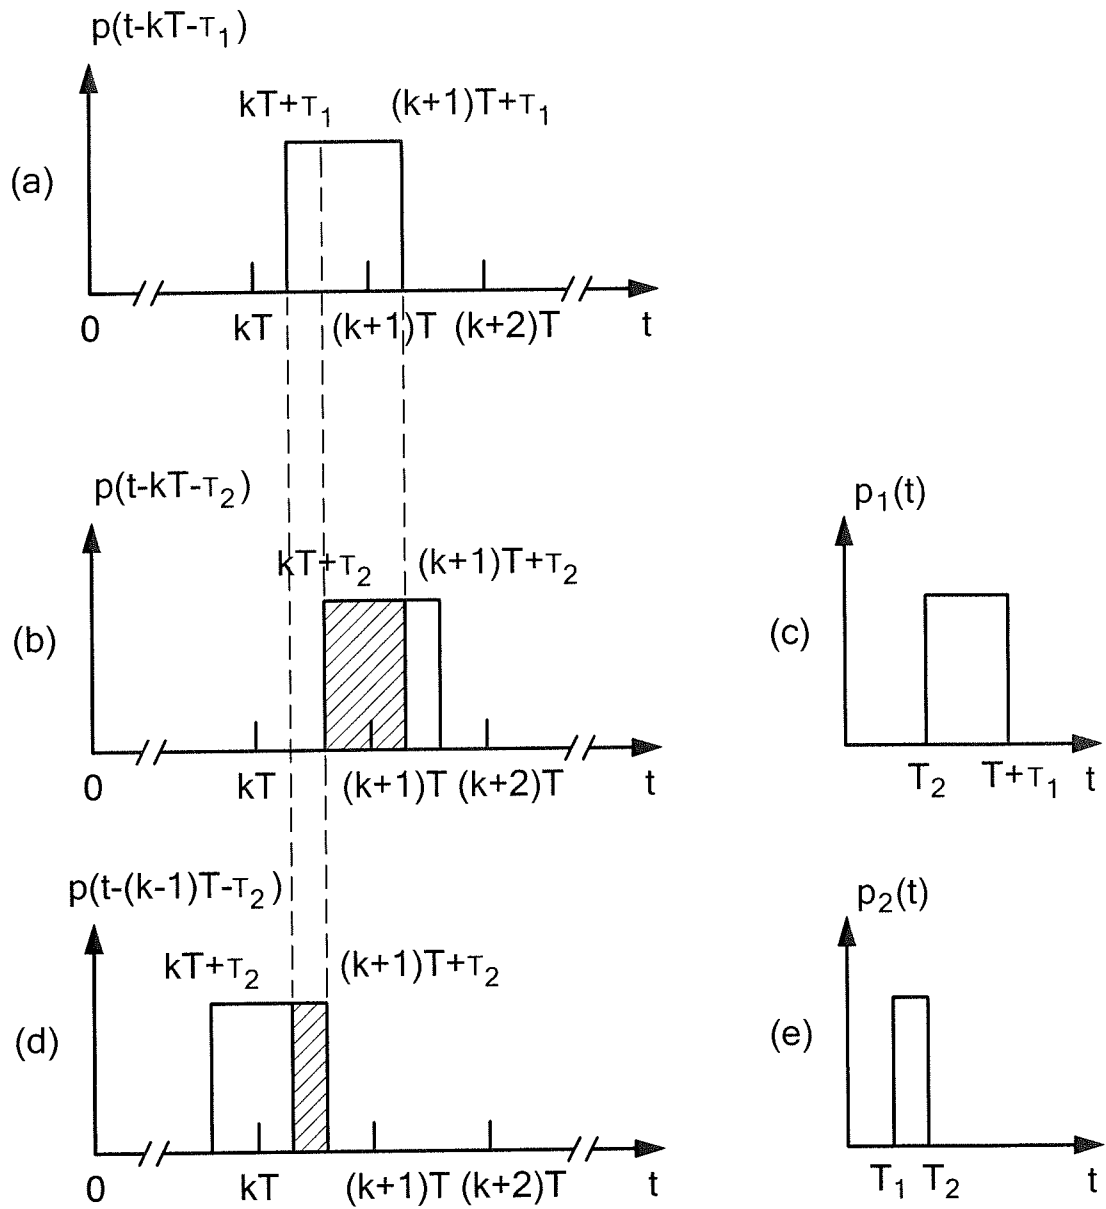 p(t-kT-τ₁)
kT+τ₁ (k+1)T+τ₁
(a)
0 kT (k+1)T (k+2)T t
p(t-kT-τ₂)
kT+τ₂ (k+1)T+τ₂
(b)
0 kT (k+1)T (k+2)T t
p₁(t)
(c)
T₂ T+τ₁ t
p(t-(k-1)T-τ₂)
kT+τ₂ (k+1)T+τ₂
(d)
0 kT (k+1)T (k+2)T t
p₂(t)
(e)
T₁ T₂ t